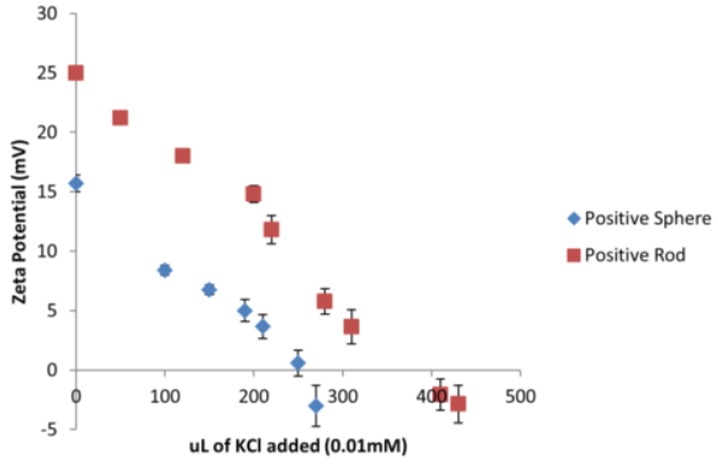 30
25
20
15
10
5
0
-5
Zeta Potential (mV)
0 100 200 300 400 500
uL of KCl added (0.01mM)
Positive Sphere
Positive Rod